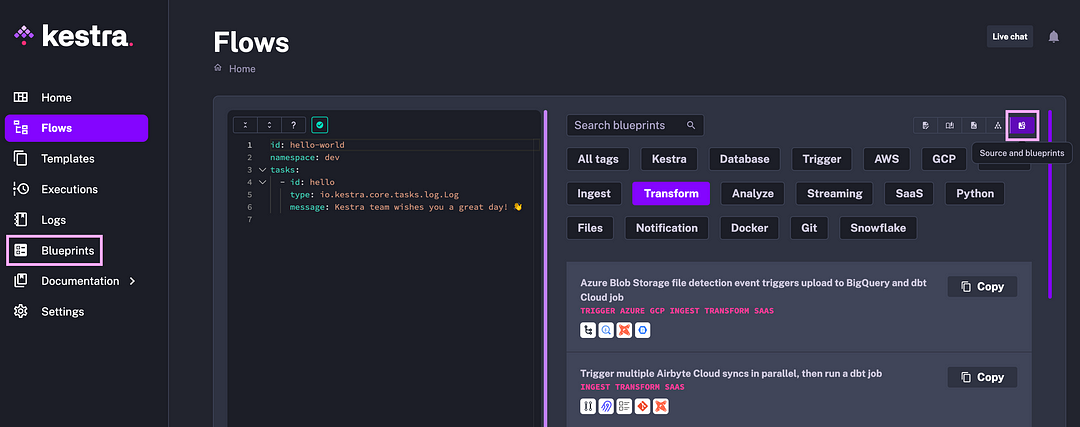 kestra.
Home
Flows
Templates
Executions
Logs
Blueprints
Documentation
Settings
Flows
Home
Live chat
?
1 id: hello-world
2 namespace: dev
3 tasks:
4 - id: hello
5 type: io.kestra.core.tasks.log.Log
6 message: Kestra team wishes you a great day! 👋
7
Search blueprints
Source and blueprints
All tags Kestra Database Trigger AWS GCP
Ingest Transform Analyze Streaming SaaS Python
Files Notification Docker Git Snowflake
Azure Blob Storage file detection event triggers upload to BigQuery and dbt
Cloud job
TRIGGER AZURE GCP INGEST TRANSFORM SAAS
Copy
Trigger multiple Airbyte Cloud syncs in parallel, then run a dbt job
INGEST TRANSFORM SAAS
Copy